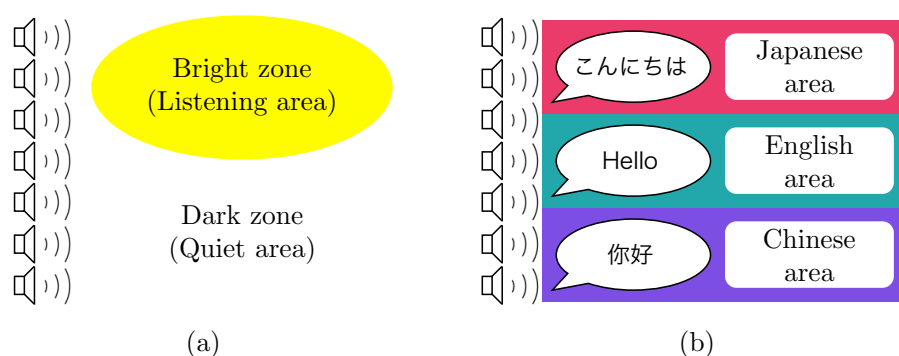 Bright zone
(Listening area)
Dark zone
(Quiet area)
(a)
こんにちは
Japanese
area
Hello
English
area
你好
Chinese
area
(b)